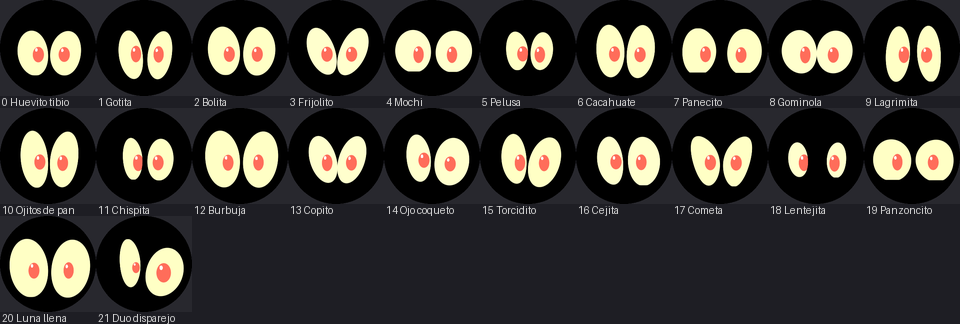 0 Huevito tibio
1 Gotita
2 Bolita
3 Frijolito
4 Mochi
5 Pelusa
6 Cacahuate
7 Panecito
8 Gominola
9 Lagrimita
10 Ojitos de pan
11 Chispita
12 Burbuja
13 Copito
14 Ojo coqueto
15 Torcidito
16 Cejita
17 Cometa
18 Lentejita
19 Panzoncito
20 Luna llena
21 Duo disparejo